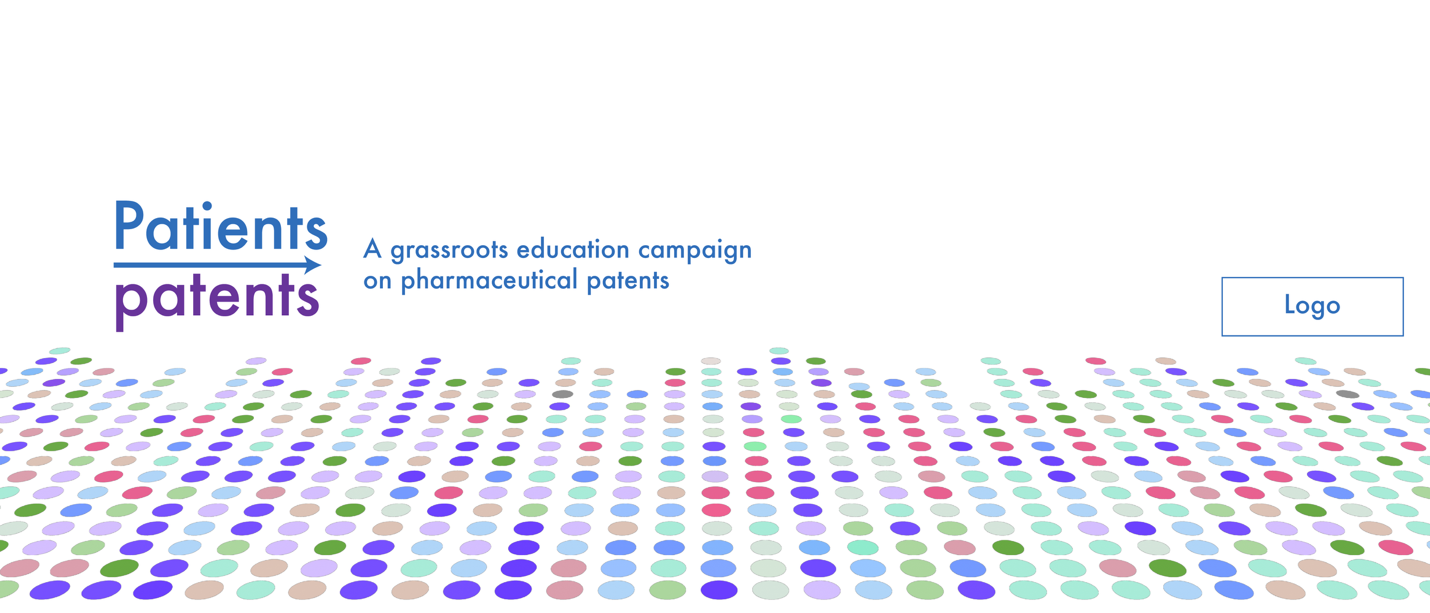 Patients
patents
A grassroots education campaign
on pharmaceutical patents
Logo